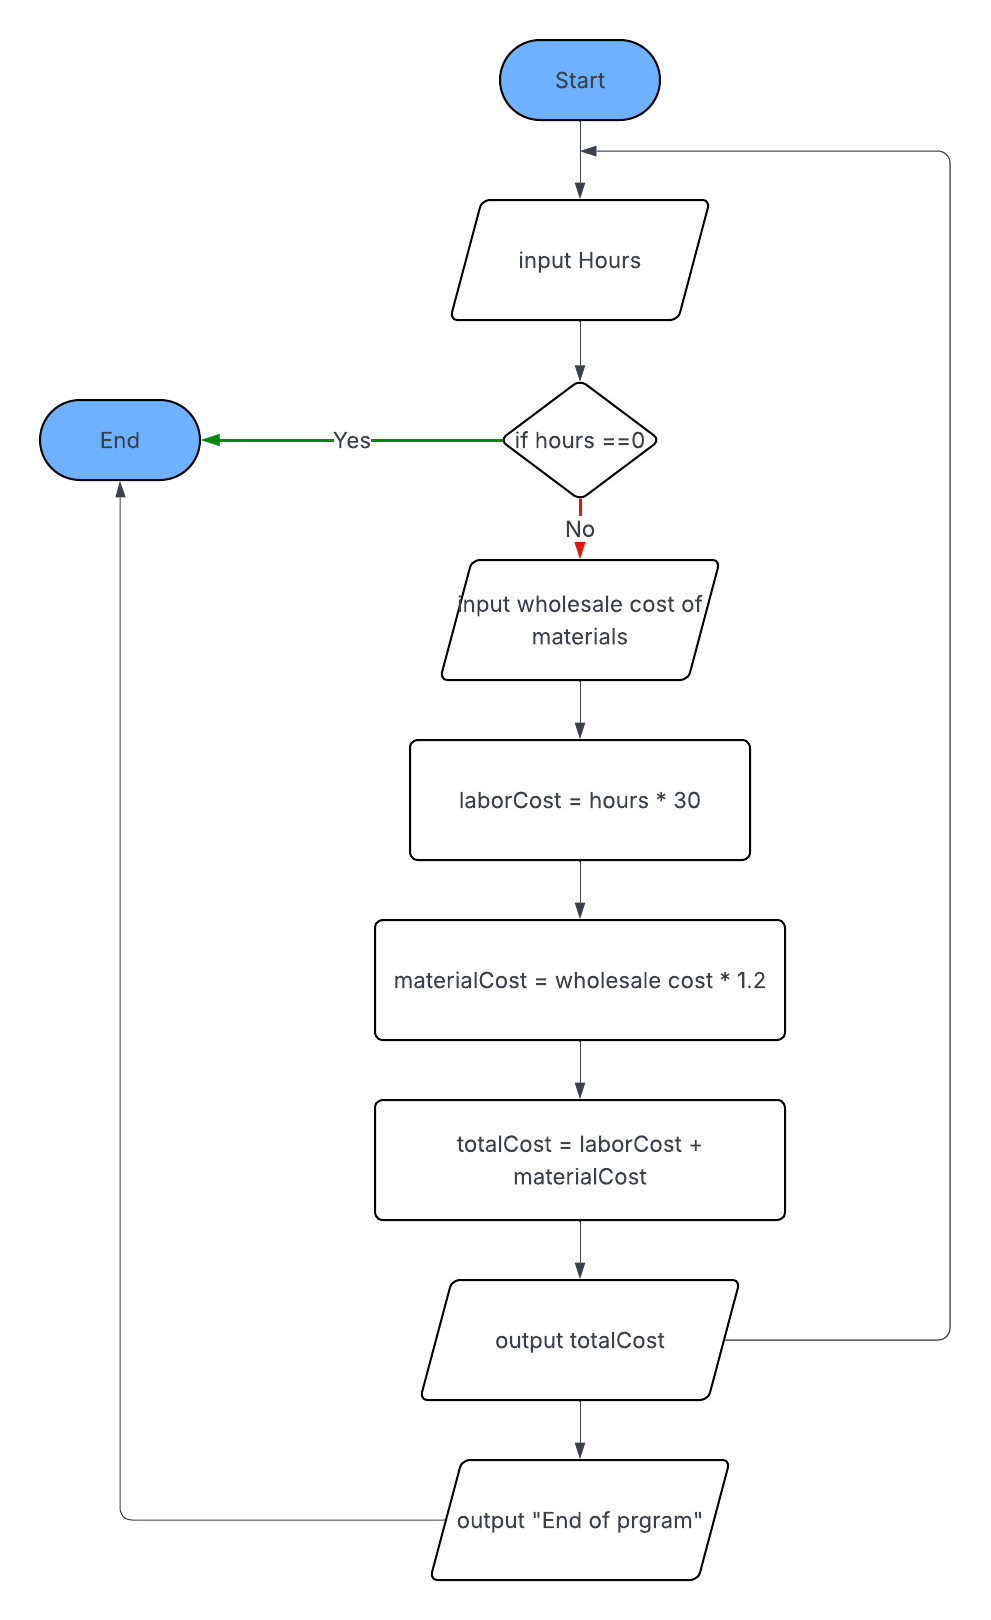 Start
input Hours
if hours ==0
Yes
End
No
input wholesale cost of
materials
laborCost = hours * 30
materialCost = wholesale cost * 1.2
totalCost = laborCost +
materialCost
output totalCost
output "End of prgram"